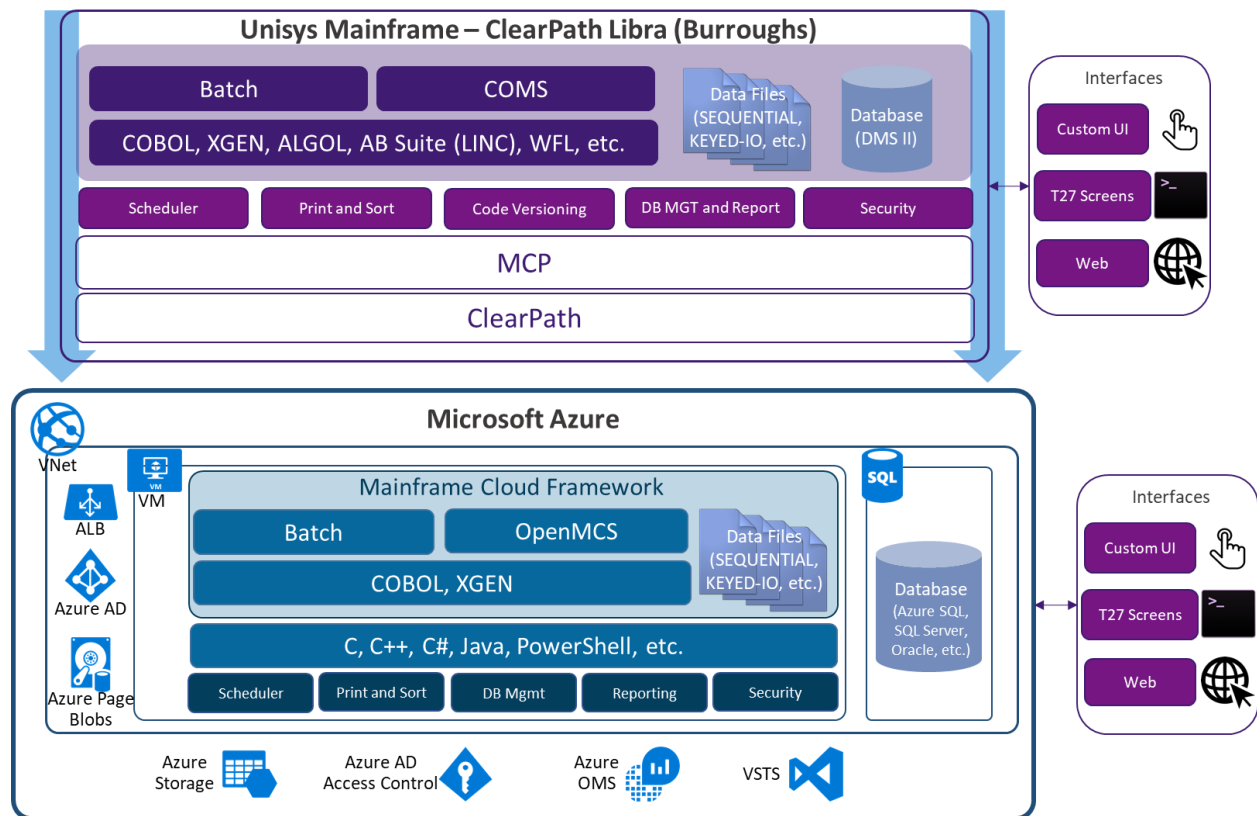 Unisys Mainframe – ClearPath Libra (Burroughs)
Batch
COMS
COBOL, XGEN, ALGOL, AB Suite (LINC), WFL, etc.
Data Files
(SEQUENTIAL,
KEYED-IO, etc.)
Database
(DMS II)
Scheduler
Print and Sort
Code Versioning
DB MGT and Report
Security
MCP
ClearPath
Interfaces
Custom UI
T27 Screens
>_
Web
Microsoft Azure
VNet
ALB
Azure AD
Azure Page
Blobs
VM
VM
Mainframe Cloud Framework
Batch
OpenMCS
COBOL, XGEN
Data Files
(SEQUENTIAL,
KEYED-IO, etc.)
C, C++, C#, Java, PowerShell, etc.
Scheduler
Print and Sort
DB Mgmt
Reporting
Security
SQL
Database
(Azure SQL,
SQL Server,
Oracle, etc.)
Interfaces
Custom UI
T27 Screens
>_
Web
Azure
Storage
Azure AD
Access Control
Azure
OMS
VSTS